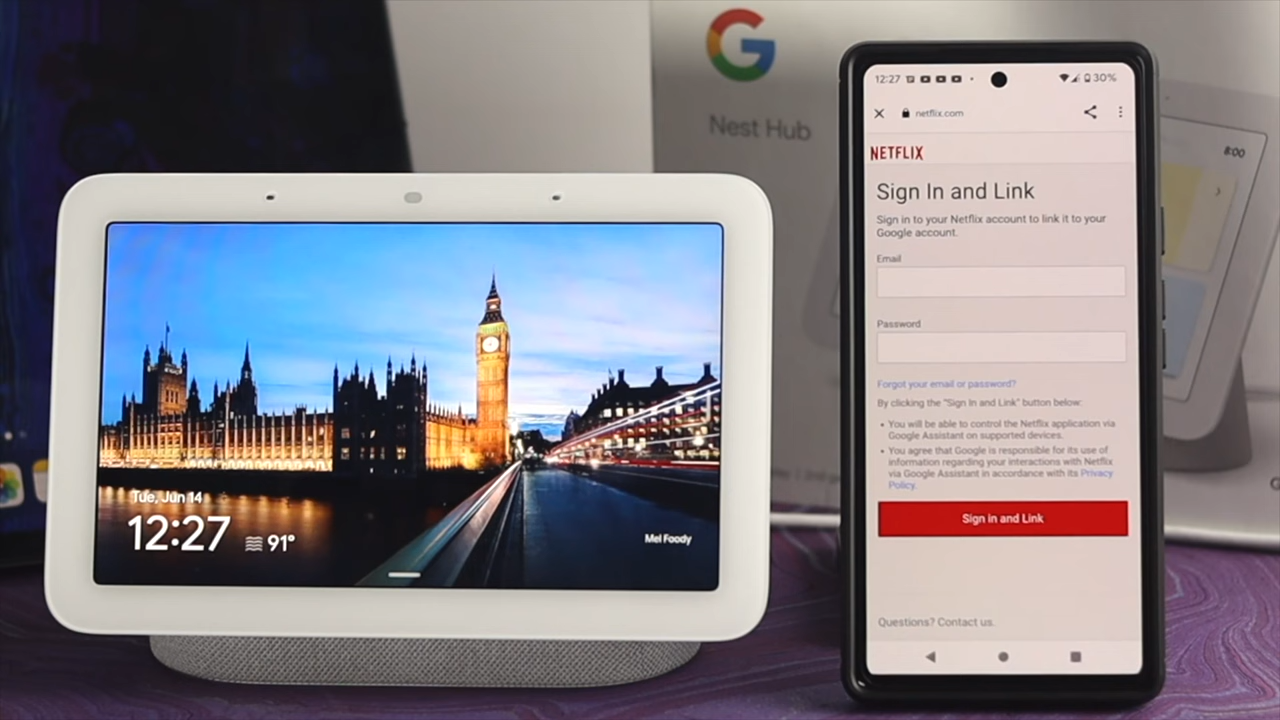 G
Nest Hub
8:00
Tue, Jun 14
12:27
91°
Mel Foody
12:27
30%
netflix.com
NETFLIX
Sign In and Link
Sign in to your Netflix account to link it to your
Google account.
Email
Password
Forgot your email or password?
By clicking the "Sign In and Link" button below:
• You will be able to control the Netflix application via
Google Assistant on supported devices.
• You agree that Google is responsible for its use of
information regarding your interactions with Netflix
via Google Assistant in accordance with its Privacy
Policy.
Sign in and Link
Questions? Contact us.